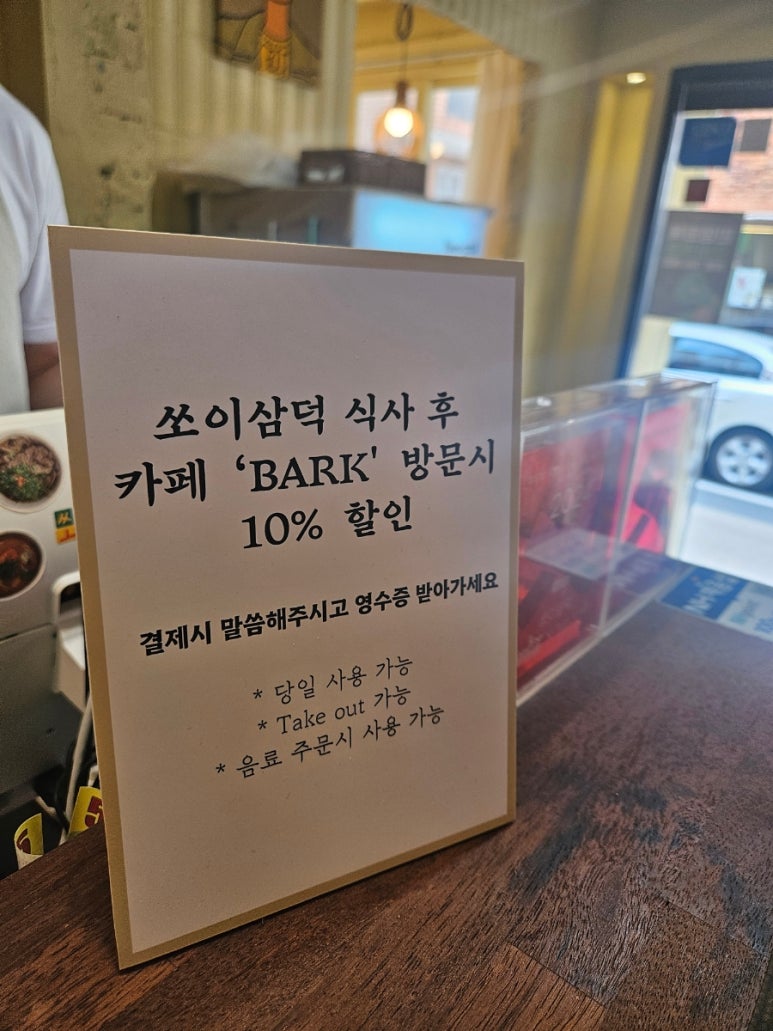 쏘이삼덕 식사 후
카페 ‘BARK' 방문시
10% 할인
결제시 말씀해주시고 영수증 받아가세요
* 당일 사용 가능
* Take out 가능
* 음료 주문시 사용 가능